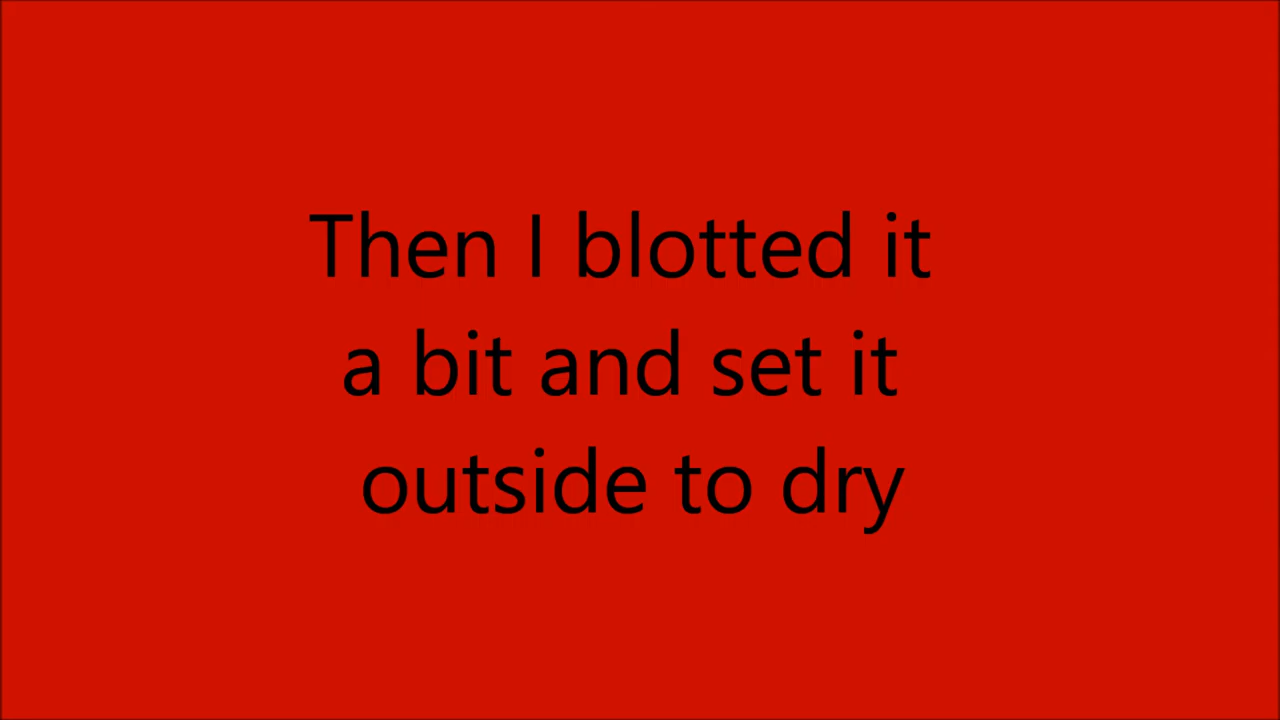 Then I blotted it
a bit and set it
outside to dry